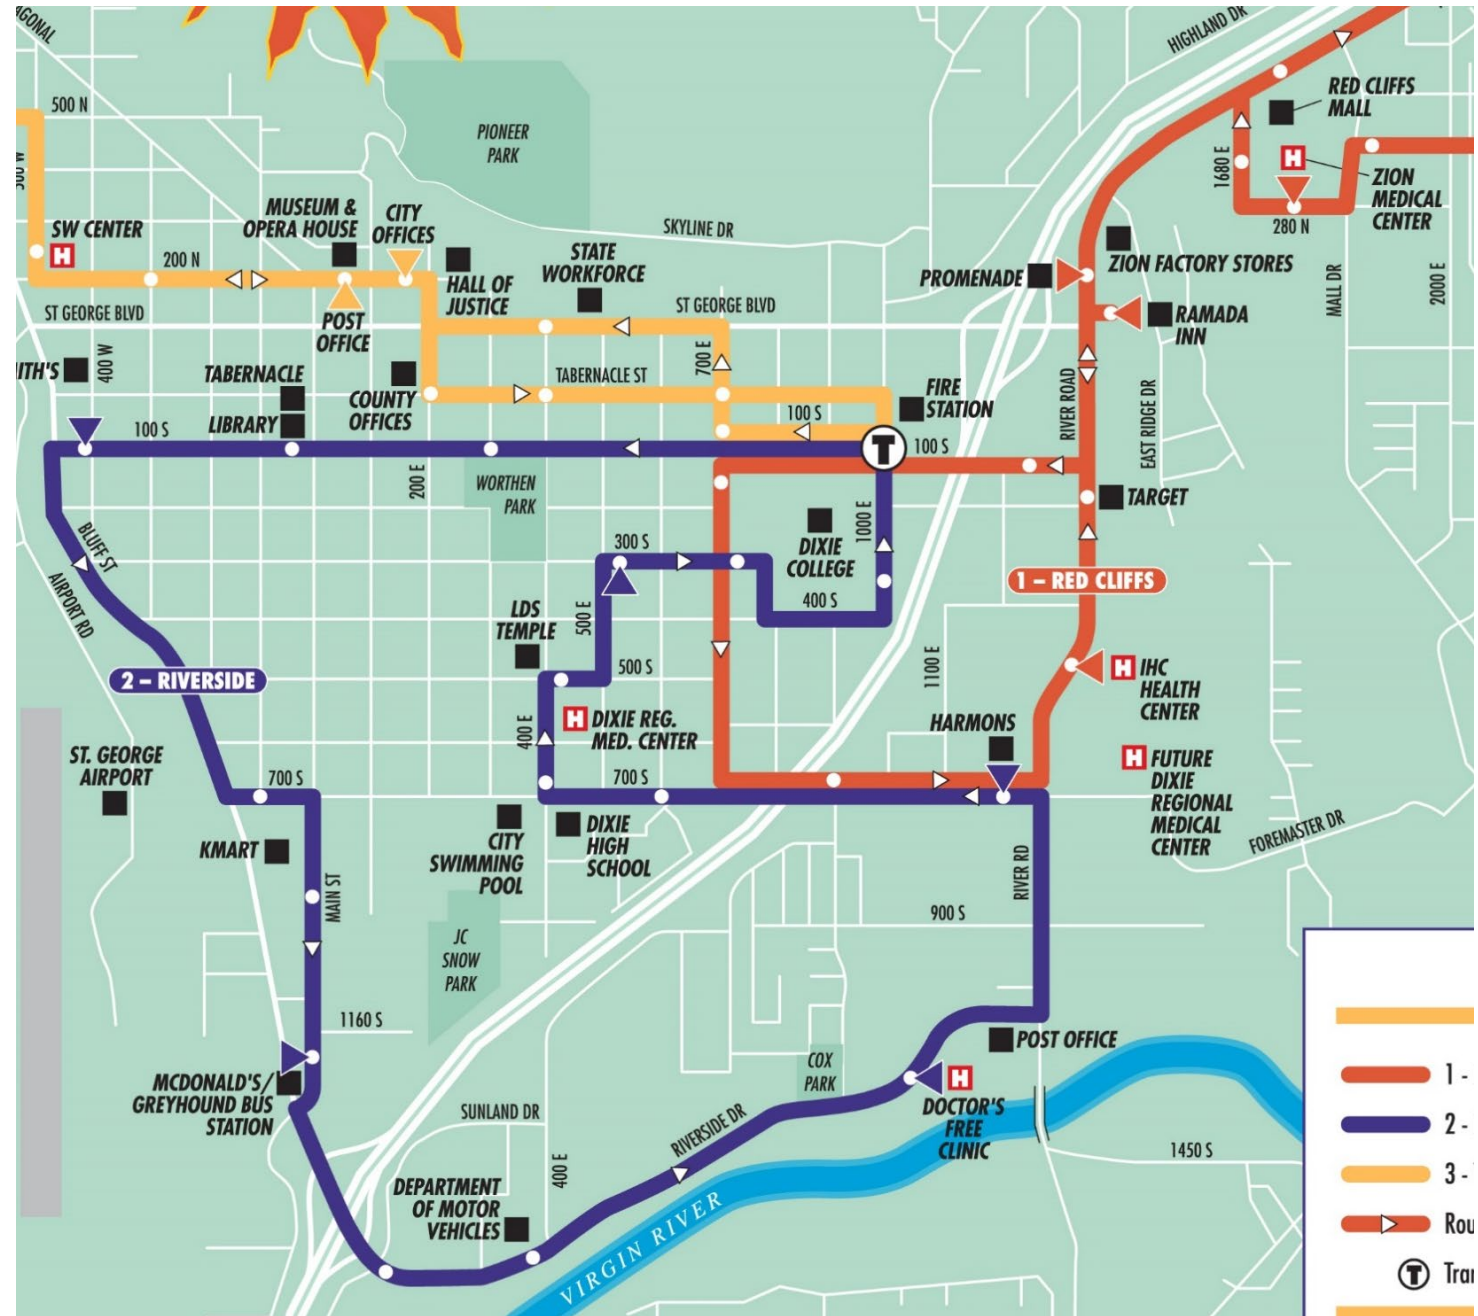 HIGHLAND DR
500 N
PIONEER
PARK
RED CLIFFS
MALL
1680 E
H
ZION
MEDICAL
CENTER
280 N
SW CENTER
H
MUSEUM &
OPERA HOUSE
CITY
OFFICES
SKYLINE DR
200 N
HALL OF
JUSTICE
STATE
WORKFORCE
PROMENADE
ZION FACTORY STORES
MALL DR
2000 E
ST GEORGE BLVD
POST
OFFICE
ST GEORGE BLVD
RAMADA
INN
400 W
TABERNACLE
LIBRARY
COUNTY
OFFICES
TABERNACLE ST
700 E
FIRE
STATION
RIVER ROAD
EAST RIDGE DR
100 S
100 S
T
100 S
200 E
WORTHEN
PARK
1000 E
TARGET
BLUFF ST
AIRPORT RD
300 S
DIXIE
COLLEGE
1 – RED CLIFFS
400 S
LDS
TEMPLE
500 E
500 S
1100 E
2 – RIVERSIDE
H
IHC
HEALTH
CENTER
400 E
H
DIXIE REG.
MED. CENTER
HARMONS
ST. GEORGE
AIRPORT
700 S
700 S
H
FUTURE
DIXIE
REGIONAL
MEDICAL
CENTER
FOREMASTER DR
KMART
CITY
SWIMMING
POOL
DIXIE
HIGH
SCHOOL
MAIN ST
RIVER RD
900 S
JC
SNOW
PARK
1160 S
POST OFFICE
COX
PARK
MCDONALD'S/
GREYHOUND BUS
STATION
SUNLAND DR
RIVERSIDE DR
H
DOCTOR'S
FREE
CLINIC
400 E
1450 S
DEPARTMENT
OF MOTOR
VEHICLES
VIRGIN RIVER
1 -
2 -
3 -
T